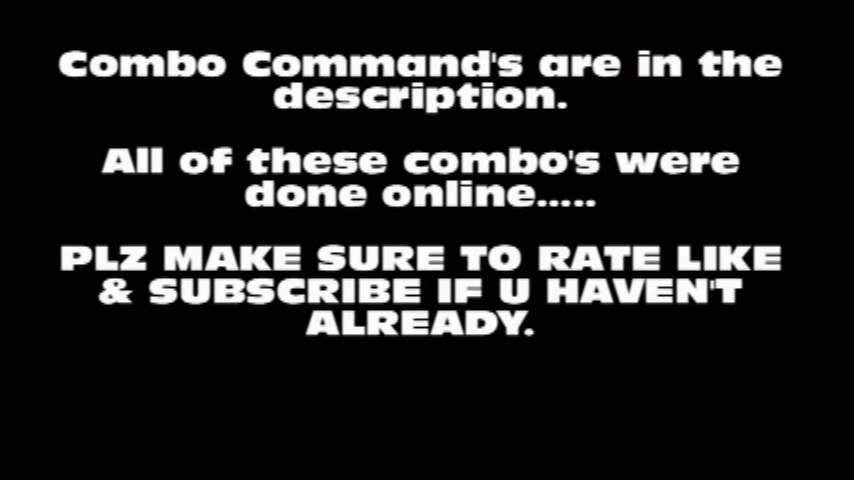 Combo Command's are in the
description.
All of these combo's were
done online.....
PLZ MAKE SURE TO RATE LIKE
& SUBSCRIBE IF U HAVEN'T
ALREADY.